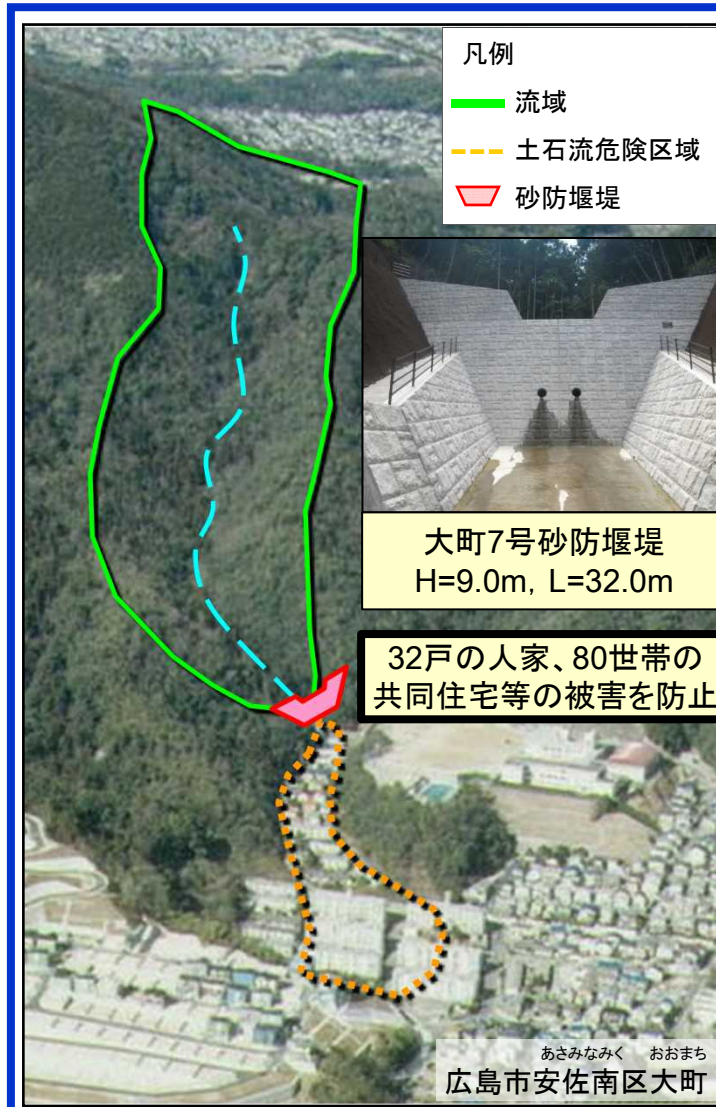 凡例
流域
土石流危険区域
砂防堰堤
大町7号砂防堰堤
H=9.0m, L=32.0m
32戸の人家、80世帯の
共同住宅等の被害を防止
あさみなみく おおまち
広島市安佐南区大町